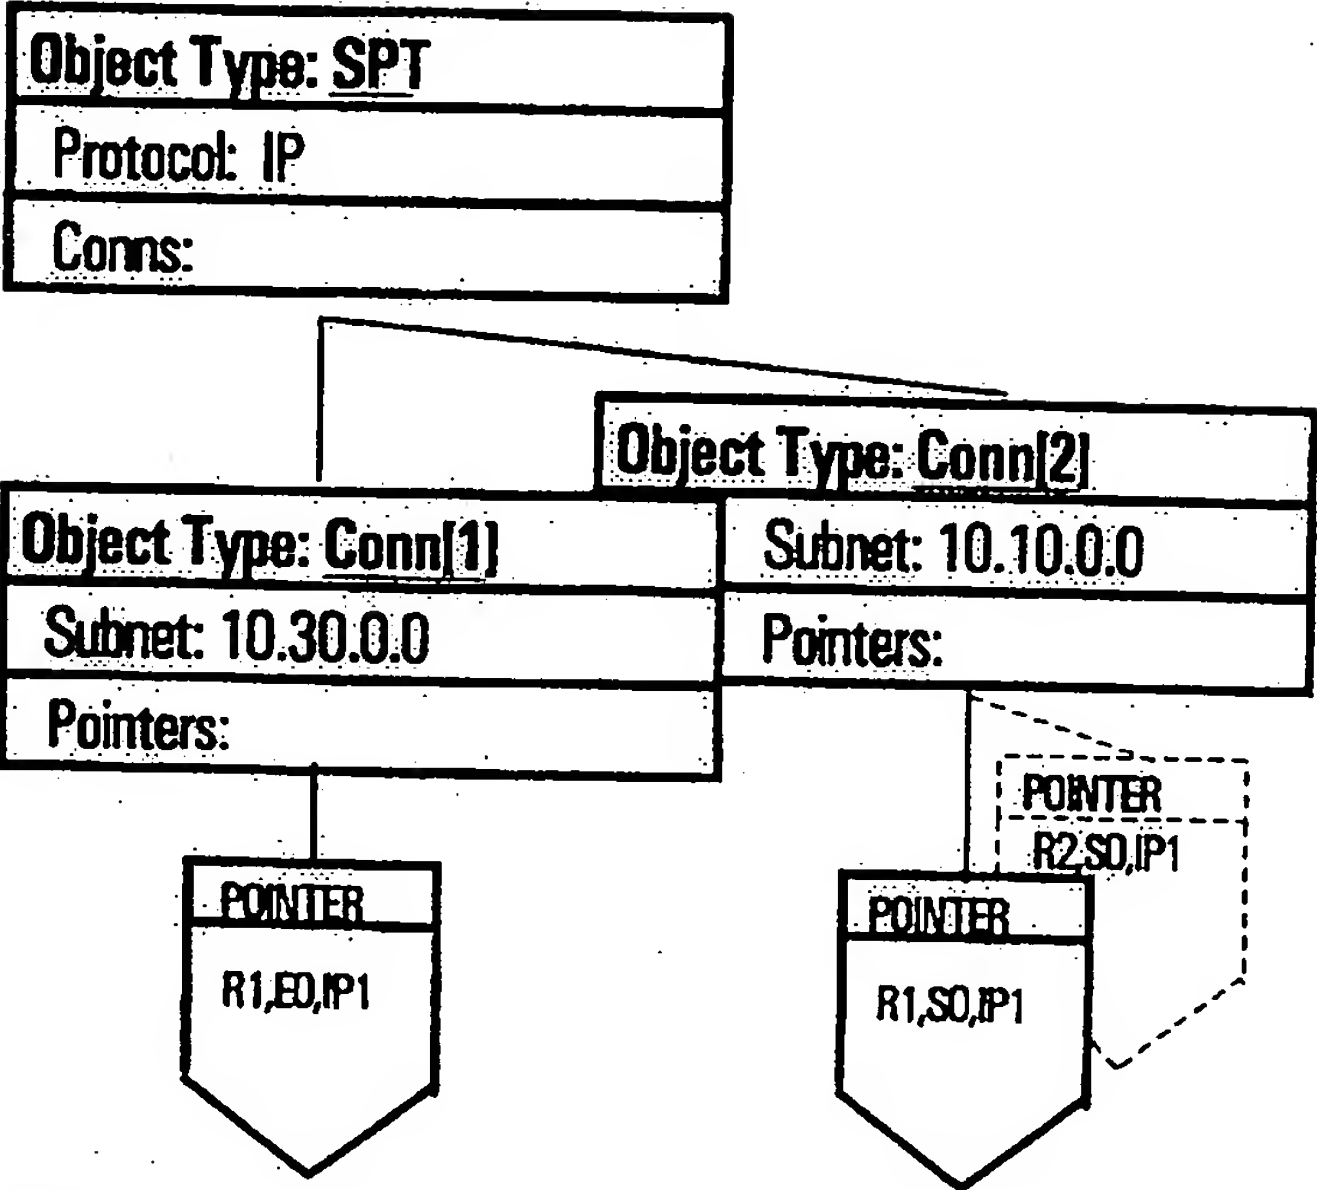 Object Type: SPT
Protocol: IP
Conns:
Object Type: Conn[2]
Subnet: 10.10.0.0
Pointers:
Object Type: Conn[1]
Subnet: 10.30.0.0
Pointers:
POINTER
R2,S0,IP1
POINTER
R1,E0,IP1
POINTER
R1,S0,IP1